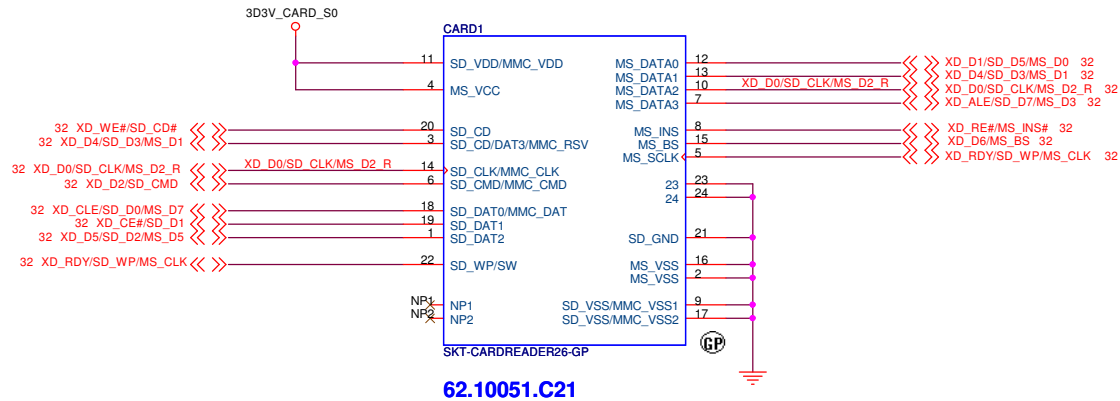 3D3V_CARD_S0
CARD1
11 SD_VDD/MMC_VDD
4 MS_VCC
32 XD_WE#/SD_CD# 20 SD_CD
32 XD_D4/SD_D3/MS_D1 3 SD_CD/DAT3/MMC_RSV
32 XD_D0/SD_CLK/MS_D2_R XD_D0/SD_CLK/MS_D2_R 14 SD_CLK/MMC_CLK
32 XD_D2/SD_CMD 6 SD_CMD/MMC_CMD
32 XD_CLE/SD_D0/MS_D7 18 SD_DAT0/MMC_DAT
32 XD_CE#/SD_D1 19 SD_DAT1
32 XD_D5/SD_D2/MS_D5 1 SD_DAT2
32 XD_RDY/SD_WP/MS_CLK 22 SD_WP/SW
NP1 NP1
NP2 NP2
MS_DATA0 12 XD_D1/SD_D5/MS_D0 32
MS_DATA1 13 XD_D4/SD_D3/MS_D1 32
MS_DATA2 10 XD_D0/SD_CLK/MS_D2_R XD_D0/SD_CLK/MS_D2_R 32
MS_DATA3 7 XD_ALE/SD_D7/MS_D3 32
MS_INS 8 XD_RE#/MS_INS# 32
MS_BS 15 XD_D6/MS_BS 32
MS_SCLK 5 XD_RDY/SD_WP/MS_CLK 32
23 23
24 24
SD_GND 21
MS_VSS 16
MS_VSS 2
SD_VSS/MMC_VSS1 9
SD_VSS/MMC_VSS2 17
GP
SKT-CARDREADER26-GP
62.10051.C21